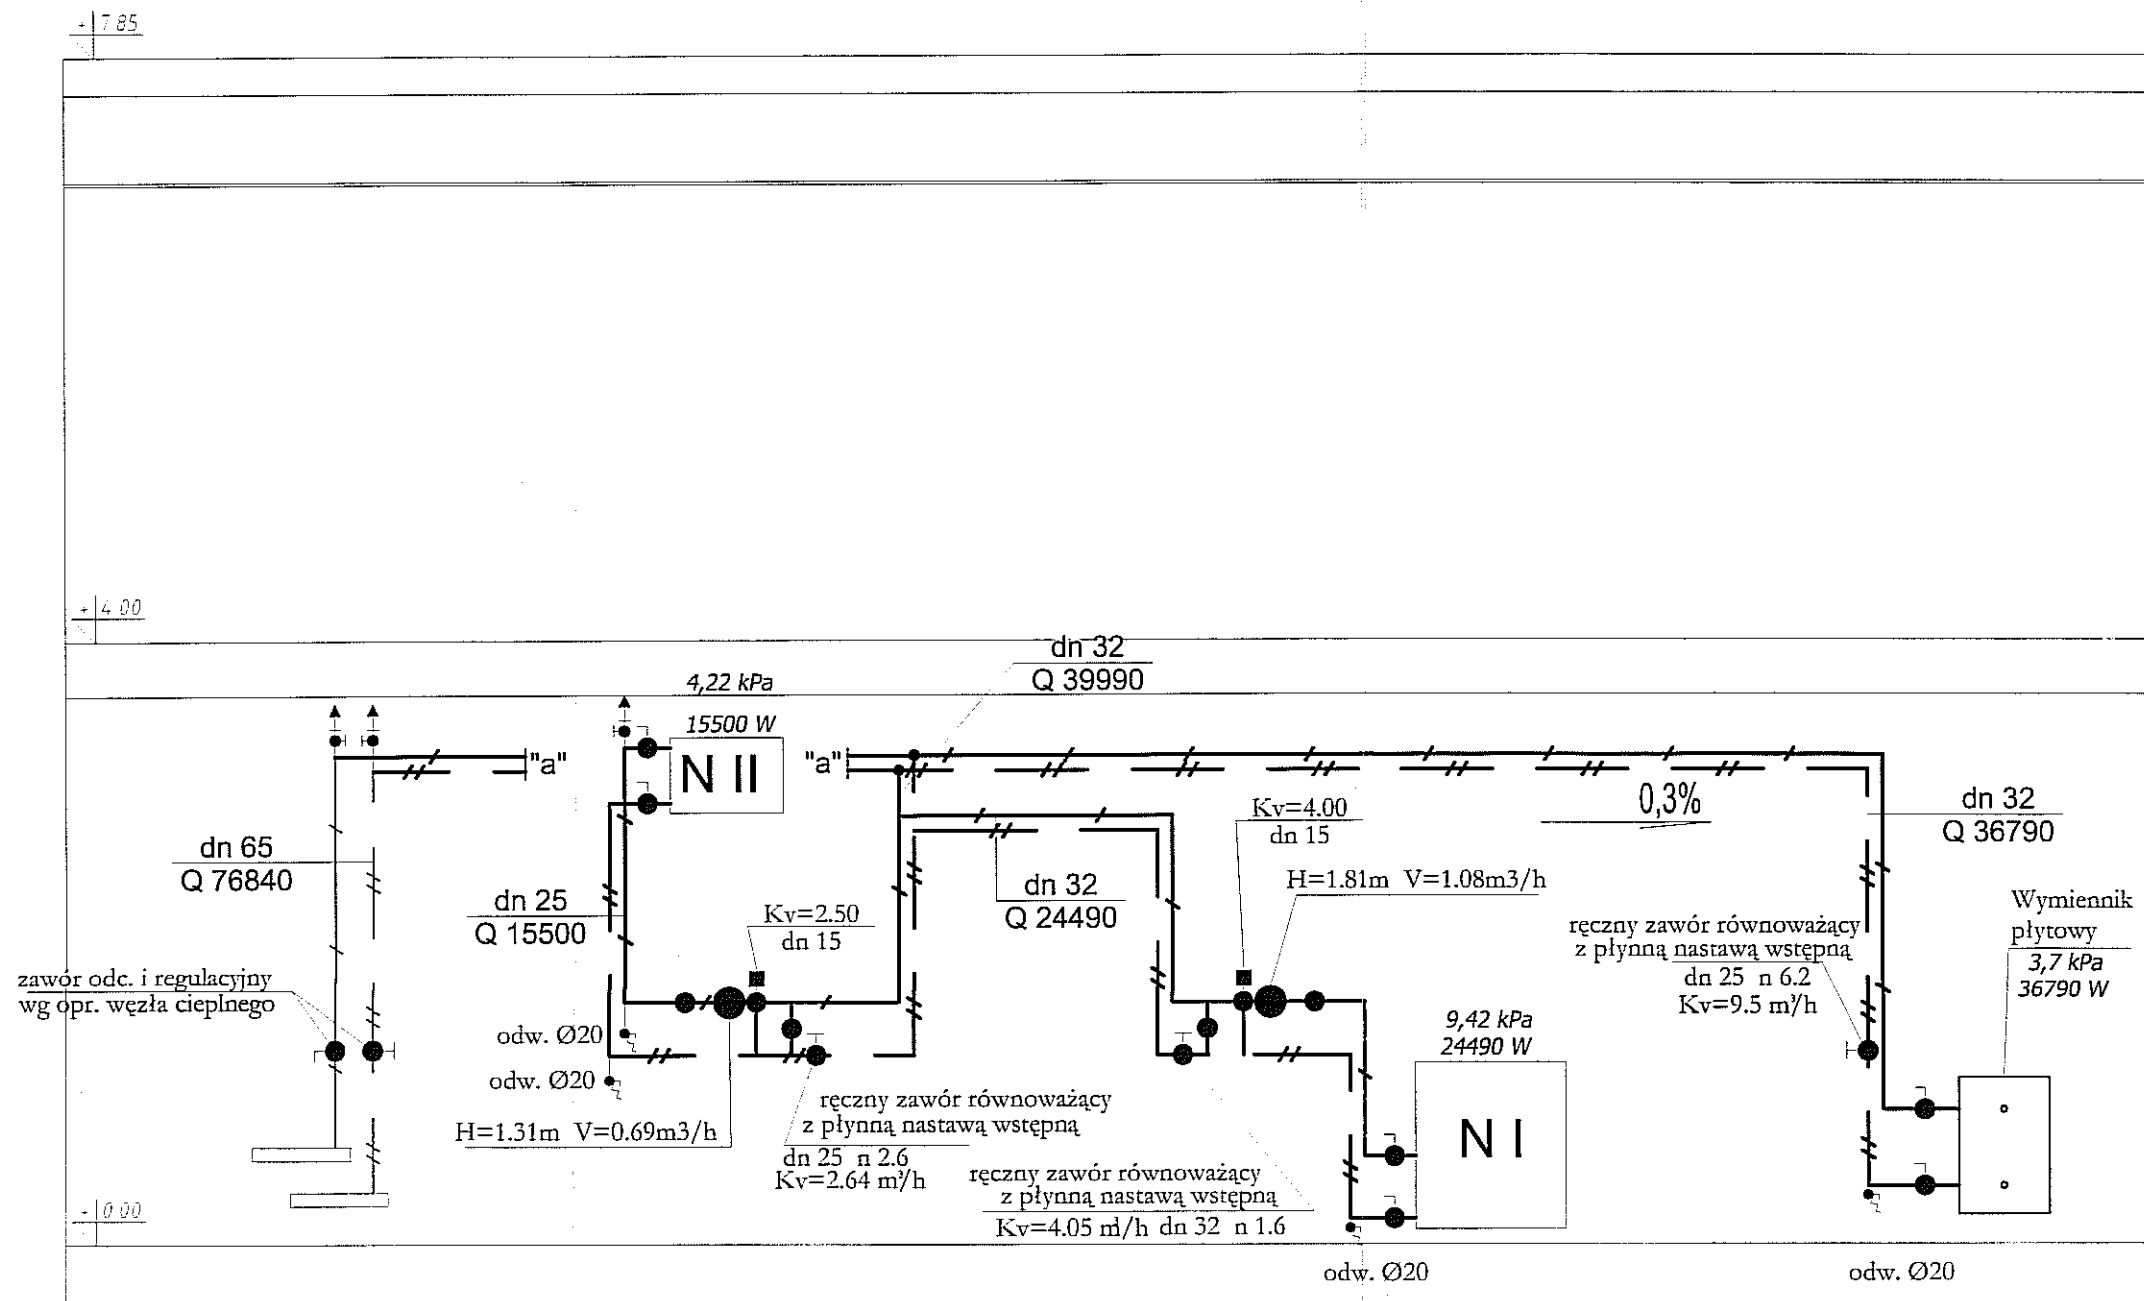 + 7.85
+ 4.00
dn 32
Q 39990
4,22 kPa
15500 W
N II
"a"
"a"
0,3%
Kv=4.00
dn 15
dn 32
Q 36790
dn 65
Q 76840
H=1.81m V=1.08m3/h
dn 32
Q 24490
dn 25
Q 15500
Kv=2.50
dn 15
Wymiennik
płytowy
3,7 kPa
36790 W
ręczny zawór równoważący
z płynną nastawą wstępną
dn 25 n 6.2
Kv=9.5 m³/h
zawór odc. i regulacyjny
wg opr. węzła cieplnego
odw. Ø20
9,42 kPa
24490 W
odw. Ø20
ręczny zawór równoważący
z płynną nastawą wstępną
dn 25 n 2.6
Kv=2.64 m³/h
H=1.31m V=0.69m3/h
N I
ręczny zawór równoważący
z płynną nastawą wstępną
Kv=4.05 m³/h dn 32 n 1.6
0.00
odw. Ø20
odw. Ø20